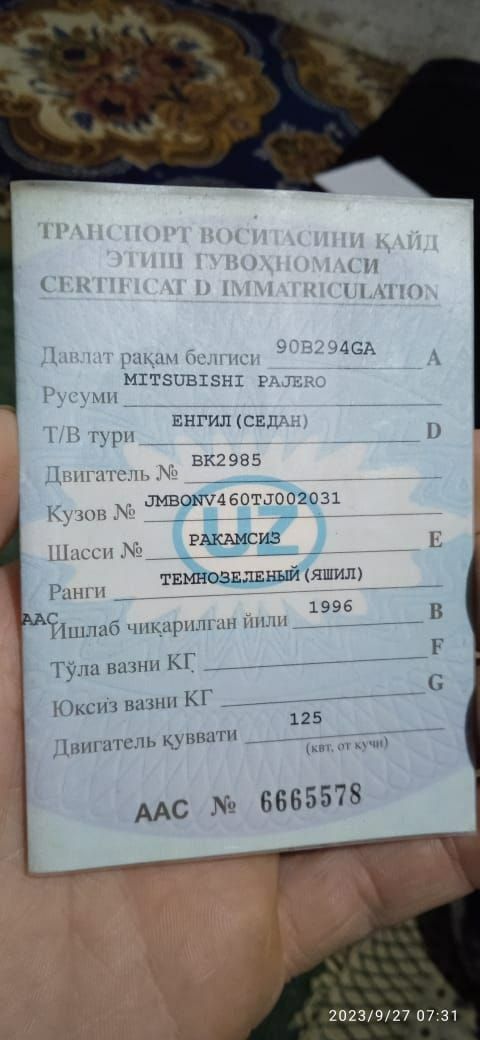 ТРАНСПОРТ ВОСИТАСИНИ ҚАЙД
ЭТИШ ГУВОҲНОМАСИ
CERTIFICAT D IMMATRICULATION
Давлат рақам белгиси 90B294GA A
Русуми MITSUBISHI PAJERO
Т/В тури ЕНГИЛ(СЕДАН) D
Двигатель № BK2985
Кузов № JMBONV460TJ002031
UZ
Шасси № РАКАМСИЗ E
Ранги ТЕМНОЗЕЛЕНЫЙ(ЯШИЛ)
ААС Ишлаб чиқарилган йили 1996 B
Тўла вазни КГ F
Юксиз вазни КГ G
Двигатель қуввати 125
(квт, от кучи)
ААС № 6665578
2023/9/27 07:31